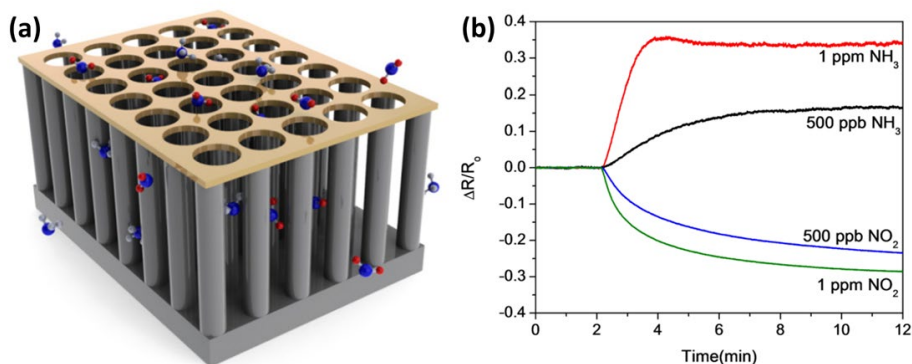 (a)
(b)
0.4
0.3
0.2
0.1
0.0
-0.1
-0.2
-0.3
-0.4
ΔR/R₀
1 ppm NH₃
500 ppb NH₃
500 ppb NO₂
1 ppm NO₂
0 2 4 6 8 10 12
Time(min)